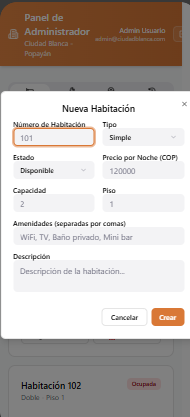 Panel de
Administrador
Ciudad Blanca -
Popayán
Admin Usuario
admin@ciudadblanca.com
Nueva Habitación
×
Número de Habitación
Tipo
101
Simple
Estado
Precio por Noche (COP)
Disponible
120000
Capacidad
Piso
2
1
Amenidades (separadas por comas)
WiFi, TV, Baño privado, Mini bar
Descripción
Descripción de la habitación...
Cancelar
Crear
Habitación 102
Ocupada
Doble · Piso 1